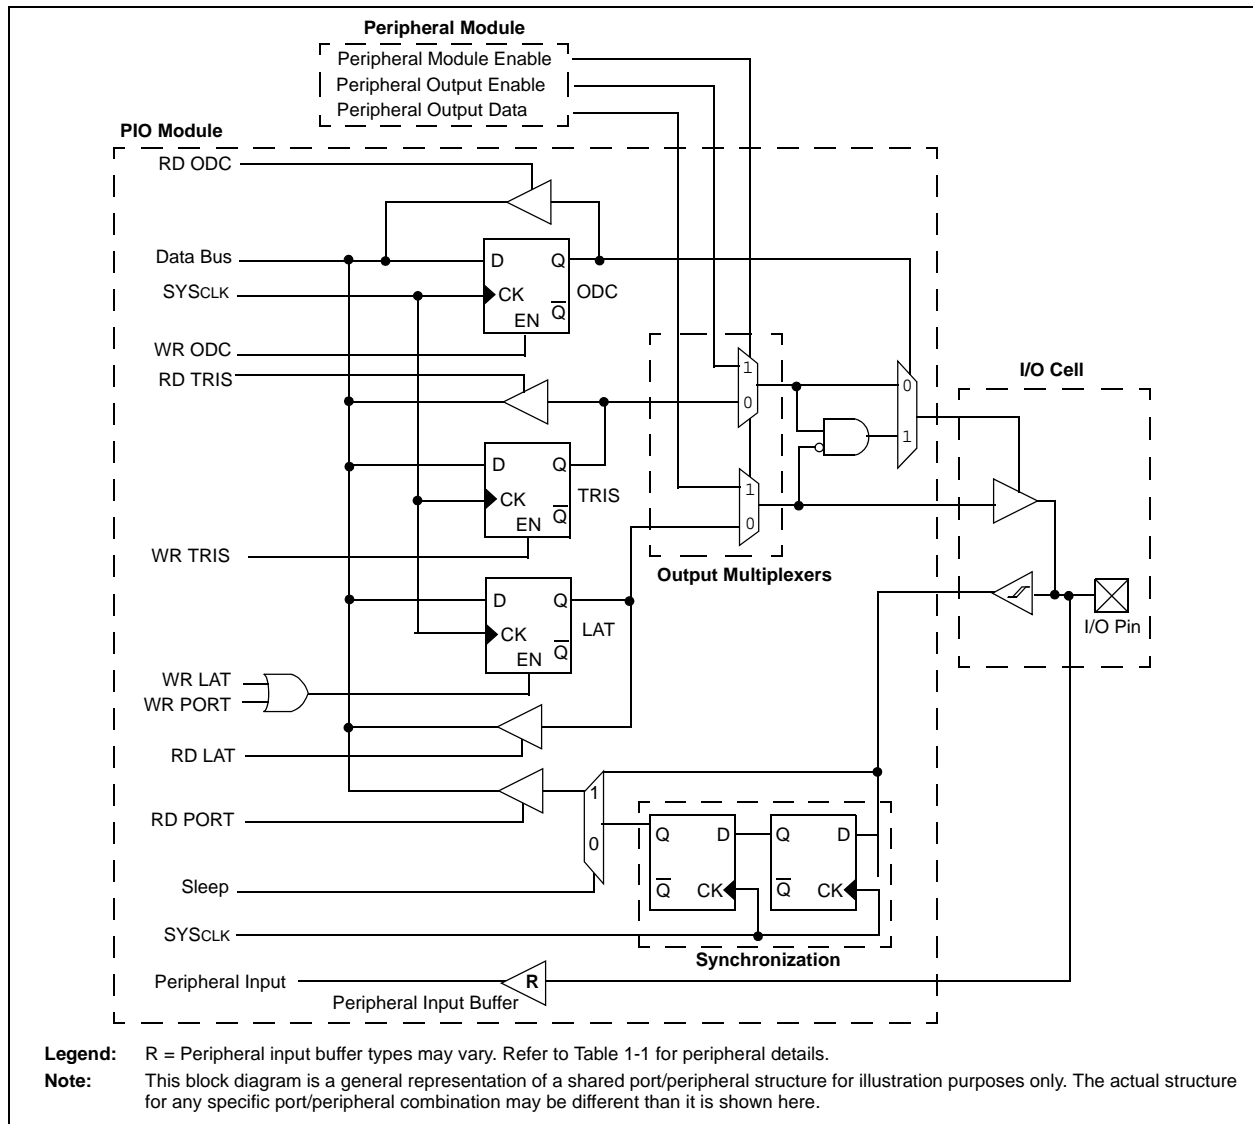 Peripheral Module
Peripheral Module Enable
Peripheral Output Enable
Peripheral Output Data
PIO Module
RD ODC
Data Bus
D Q
ODC
SYSCLK
CK
Q
EN
WR ODC
RD TRIS
1
0
I/O Cell
0
1
D Q
TRIS
CK
Q
EN
1
0
WR TRIS
Output Multiplexers
D Q
LAT
CK
Q
EN
I/O Pin
WR LAT
WR PORT
RD LAT
RD PORT
1
0
Q D
Q CK
Q D
Q CK
Sleep
SYSCLK
Synchronization
Peripheral Input
R
Peripheral Input Buffer
Legend: R = Peripheral input buffer types may vary. Refer to Table 1-1 for peripheral details.
Note: This block diagram is a general representation of a shared port/peripheral structure for illustration purposes only. The actual structure
for any specific port/peripheral combination may be different than it is shown here.